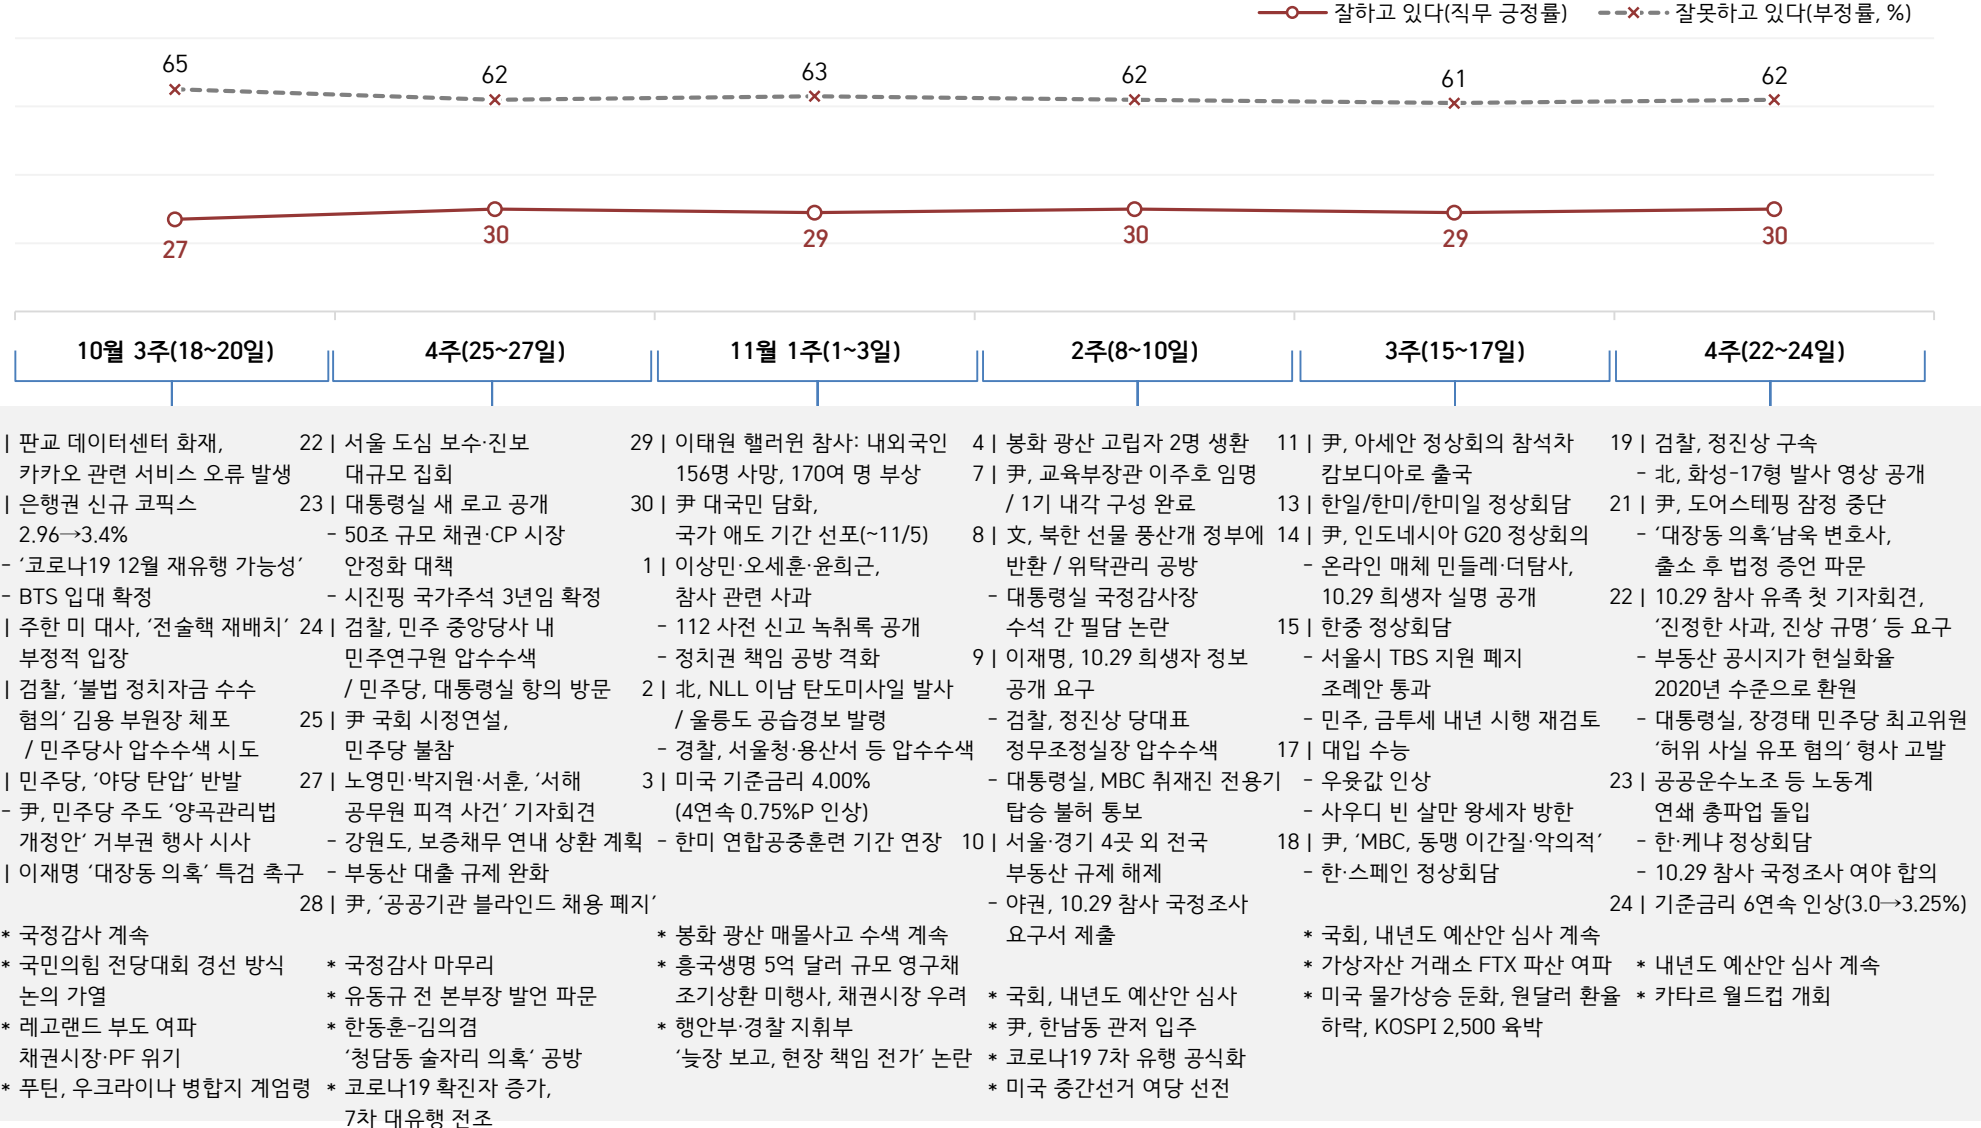 잘하고 있다(직무 긍정률)
잘못하고 있다(부정률, %)
65
62
63
62
61
62
27
30
29
30
29
30
10월 3주(18~20일)
4주(25~27일)
11월 1주(1~3일)
2주(8~10일)
3주(15~17일)
4주(22~24일)
| 판교 데이터센터 화재,
카카오 관련 서비스 오류 발생
| 은행권 신규 코픽스
2.96→3.4%
- ‘코로나19 12월 재유행 가능성’
- BTS 입대 확정
| 주한 미 대사, ‘전술핵 재배치’
부정적 입장
| 검찰, ‘불법 정치자금 수수
혐의’ 김용 부원장 체포
/ 민주당사 압수수색 시도
| 민주당, ‘야당 탄압‘ 반발
- 尹, 민주당 주도 ‘양곡관리법
개정안’ 거부권 행사 시사
| 이재명 ‘대장동 의혹’ 특검 촉구
* 국정감사 계속
* 국민의힘 전당대회 경선 방식
논의 가열
* 레고랜드 부도 여파
채권시장·PF 위기
* 푸틴, 우크라이나 병합지 계엄령
22 | 서울 도심 보수·진보
대규모 집회
23 | 대통령실 새 로고 공개
- 50조 규모 채권·CP 시장
안정화 대책
- 시진핑 국가주석 3년임 확정
24 | 검찰, 민주 중앙당사 내
민주연구원 압수수색
/ 민주당, 대통령실 항의 방문
25 | 尹 국회 시정연설,
민주당 불참
27 | 노영민·박지원·서훈, ‘서해
공무원 피격 사건’ 기자회견
- 강원도, 보증채무 연내 상환 계획
- 부동산 대출 규제 완화
28 | 尹, ‘공공기관 블라인드 채용 폐지’
* 국정감사 마무리
* 유동규 전 본부장 발언 파문
* 한동훈-김의겸
‘청담동 술자리 의혹’ 공방
* 코로나19 확진자 증가,
7차 대유행 전조
29 | 이태원 핼러윈 참사: 내외국인
156명 사망, 170여 명 부상
30 | 尹 대국민 담화,
국가 애도 기간 선포(~11/5)
1 | 이상민·오세훈·윤희근,
참사 관련 사과
- 112 사전 신고 녹취록 공개
- 정치권 책임 공방 격화
2 | 北, NLL 이남 탄도미사일 발사
/ 울릉도 공습경보 발령
- 경찰, 서울청·용산서 등 압수수색
3 | 미국 기준금리 4.00%
(4연속 0.75%P 인상)
- 한미 연합공중훈련 기간 연장
* 봉화 광산 매몰사고 수색 계속
* 흥국생명 5억 달러 규모 영구채
조기상환 미행사, 채권시장 우려
* 행안부·경찰 지휘부
‘늦장 보고, 현장 책임 전가’ 논란
4 | 봉화 광산 고립자 2명 생환
7 | 尹, 교육부장관 이주호 임명
/ 1기 내각 구성 완료
8 | 文, 북한 선물 풍산개 정부에
반환 / 위탁관리 공방
- 대통령실 국정감사장
수석 간 필담 논란
9 | 이재명, 10.29 희생자 정보
공개 요구
- 검찰, 정진상 당대표
정무조정실장 압수수색
- 대통령실, MBC 취재진 전용기
탑승 불허 통보
10 | 서울·경기 4곳 외 전국
부동산 규제 해제
- 야권, 10.29 참사 국정조사
요구서 제출
* 국회, 내년도 예산안 심사
* 尹, 한남동 관저 입주
* 코로나19 7차 유행 공식화
* 미국 중간선거 여당 선전
11 | 尹, 아세안 정상회의 참석차
캄보디아로 출국
13 | 한일/한미/한미일 정상회담
14 | 尹, 인도네시아 G20 정상회의
- 온라인 매체 민들레·더탐사,
10.29 희생자 실명 공개
15 | 한중 정상회담
- 서울시 TBS 지원 폐지
조례안 통과
- 민주, 금투세 내년 시행 재검토
17 | 대입 수능
- 우윳값 인상
- 사우디 빈 살만 왕세자 방한
18 | 尹, ‘MBC, 동맹 이간질·악의적’
- 한·스페인 정상회담
* 국회, 내년도 예산안 심사 계속
* 가상자산 거래소 FTX 파산 여파
* 미국 물가상승 둔화, 원달러 환율
하락, KOSPI 2,500 육박
19 | 검찰, 정진상 구속
- 北, 화성-17형 발사 영상 공개
21 | 尹, 도어스테핑 잠정 중단
- ‘대장동 의혹‘남욱 변호사,
출소 후 법정 증언 파문
22 | 10.29 참사 유족 첫 기자회견,
‘진정한 사과, 진상 규명‘ 등 요구
- 부동산 공시지가 현실화율
2020년 수준으로 환원
- 대통령실, 장경태 민주당 최고위원
‘허위 사실 유포 혐의’ 형사 고발
23 | 공공운수노조 등 노동계
연쇄 총파업 돌입
- 한·케냐 정상회담
- 10.29 참사 국정조사 여야 합의
24 | 기준금리 6연속 인상(3.0→3.25%)
* 내년도 예산안 심사 계속
* 카타르 월드컵 개회